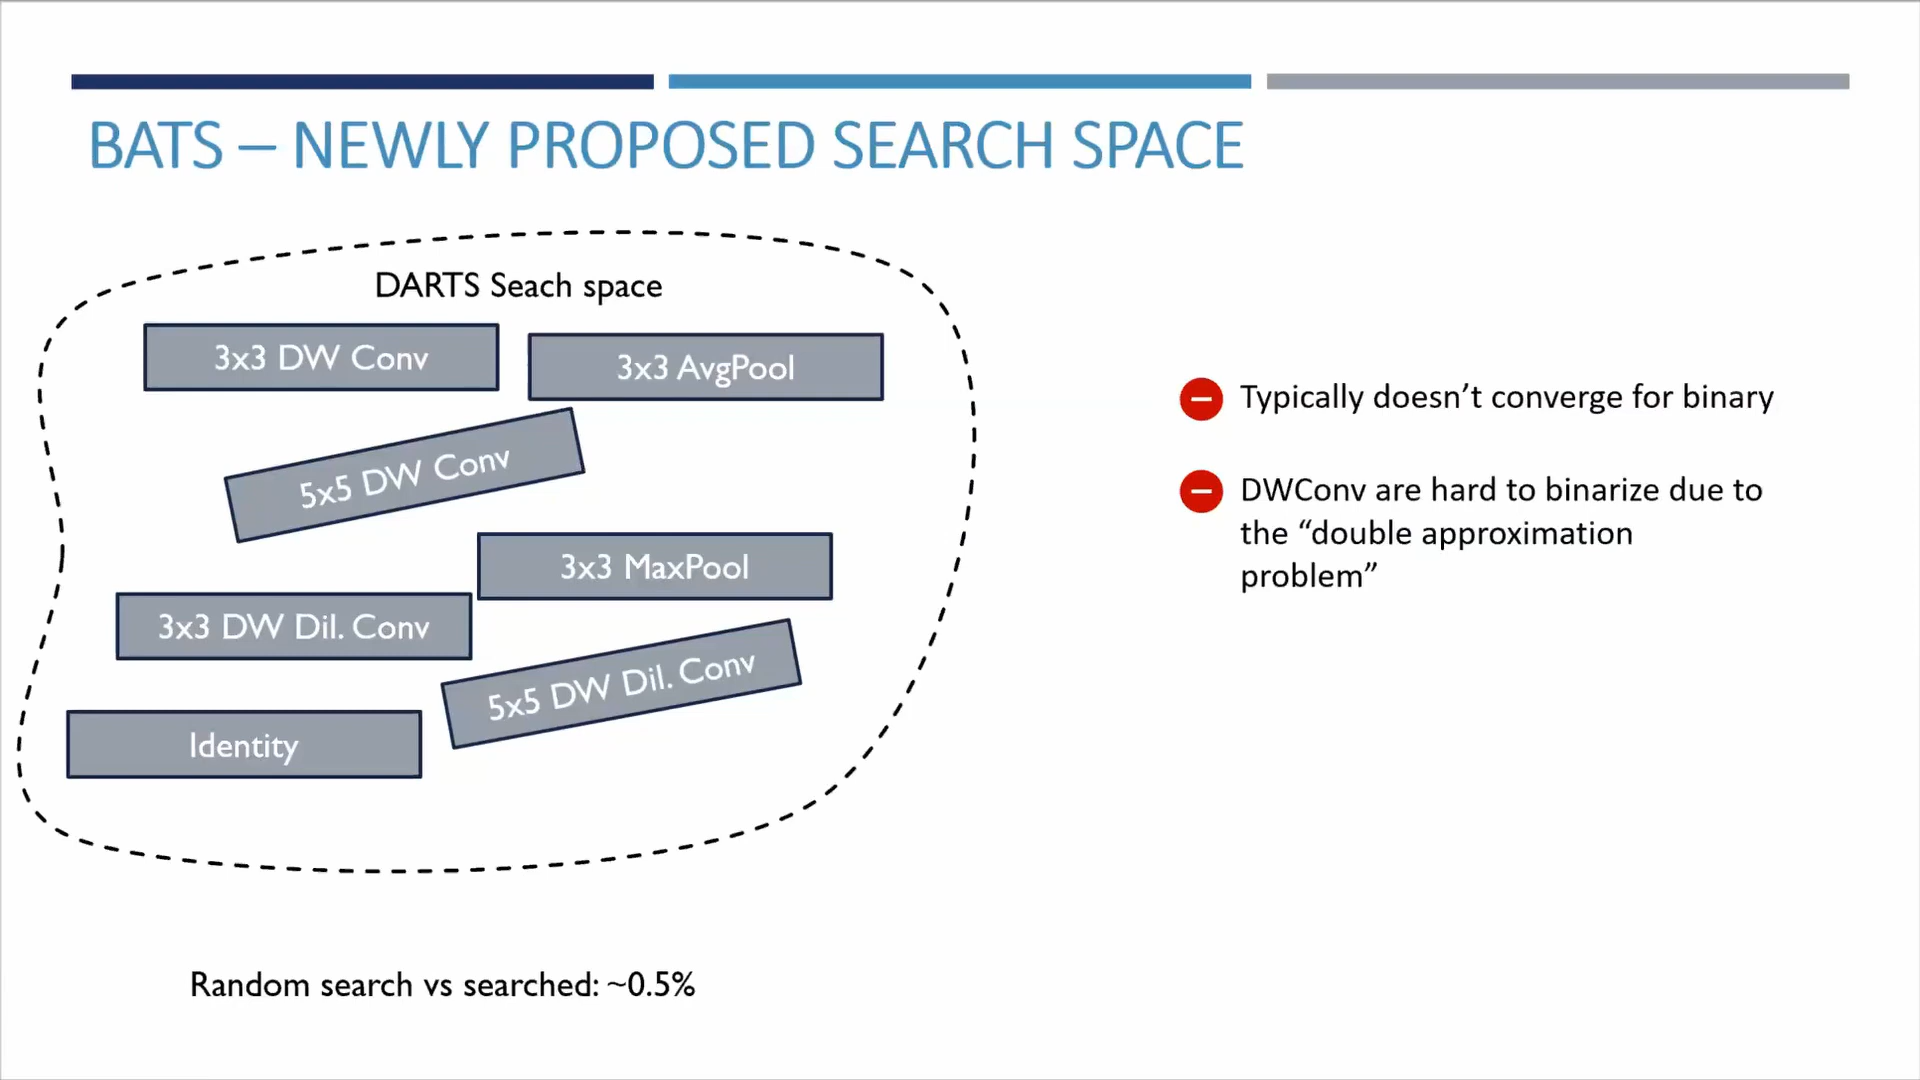 BATS – NEWLY PROPOSED SEARCH SPACE
DARTS Seach space
3x3 DW Conv
3x3 AvgPool
5x5 DW Conv
3x3 MaxPool
3x3 DW Dil. Conv
5x5 DW Dil. Conv
Identity
Typically doesn’t converge for binary
DWConv are hard to binarize due to
the “double approximation
problem”
Random search vs searched: ~0.5%